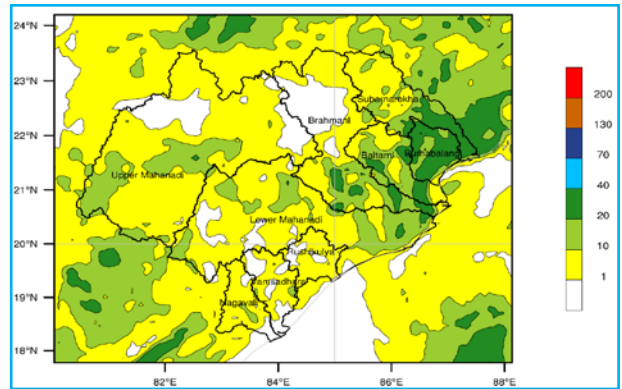 24°N
23°N
22°N
21°N
20°N
19°N
18°N
82°E
84°E
86°E
88°E
Subarnarekha
Brahmani
Baitarni
Burhabalang
Upper Mahanadi
Lower Mahanadi
Rushikulya
Vamsadhara
Nagavali
200
130
70
40
20
10
1